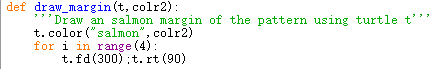 def draw_margin(t,colr2):
    '''Draw an salmon margin of the pattern using turtle t'''
    t.color("salmon",colr2)
    for i in range(4):
        t.fd(300);t.rt(90)